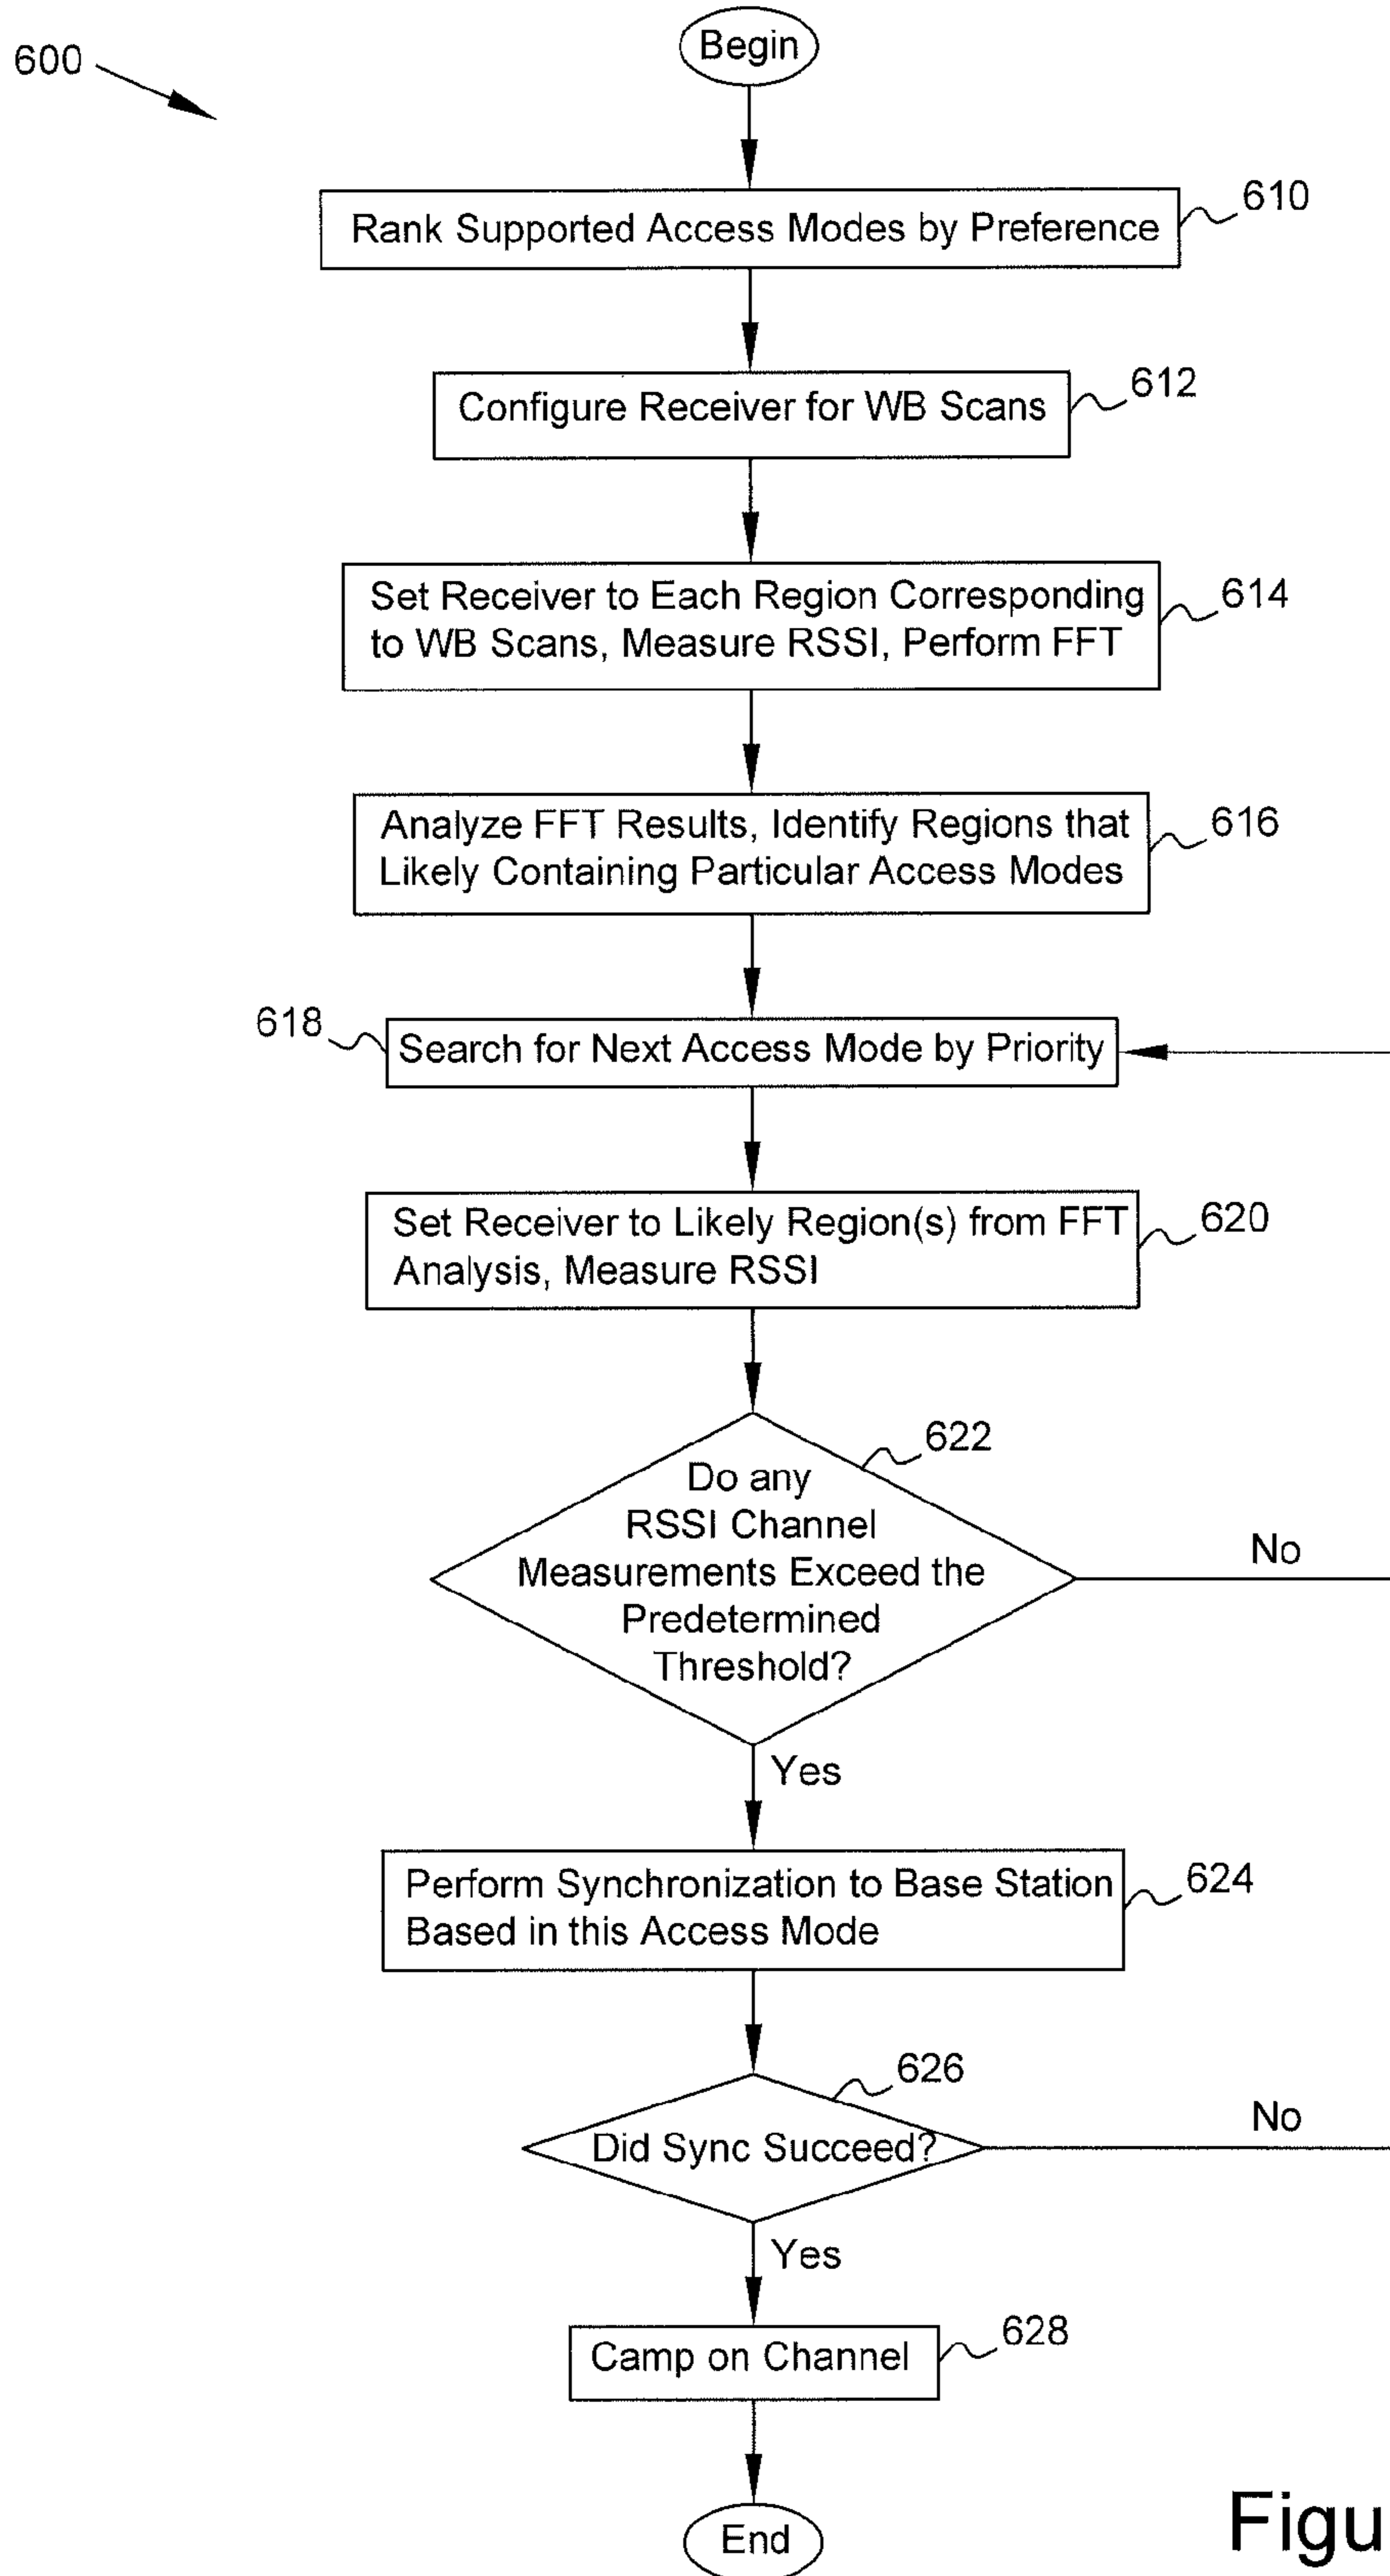 600
Begin
Rank Supported Access Modes by Preference
610
Configure Receiver for WB Scans
612
Set Receiver to Each Region Corresponding
to WB Scans, Measure RSSI, Perform FFT
614
Analyze FFT Results, Identify Regions that
Likely Containing Particular Access Modes
616
618
Search for Next Access Mode by Priority
Set Receiver to Likely Region(s) from FFT
Analysis, Measure RSSI
620
622
Do any
RSSI Channel
Measurements Exceed the
Predetermined
Threshold?
No
Yes
Perform Synchronization to Base Station
Based in this Access Mode
624
626
Did Sync Succeed?
No
Yes
Camp on Channel
628
End
Figu